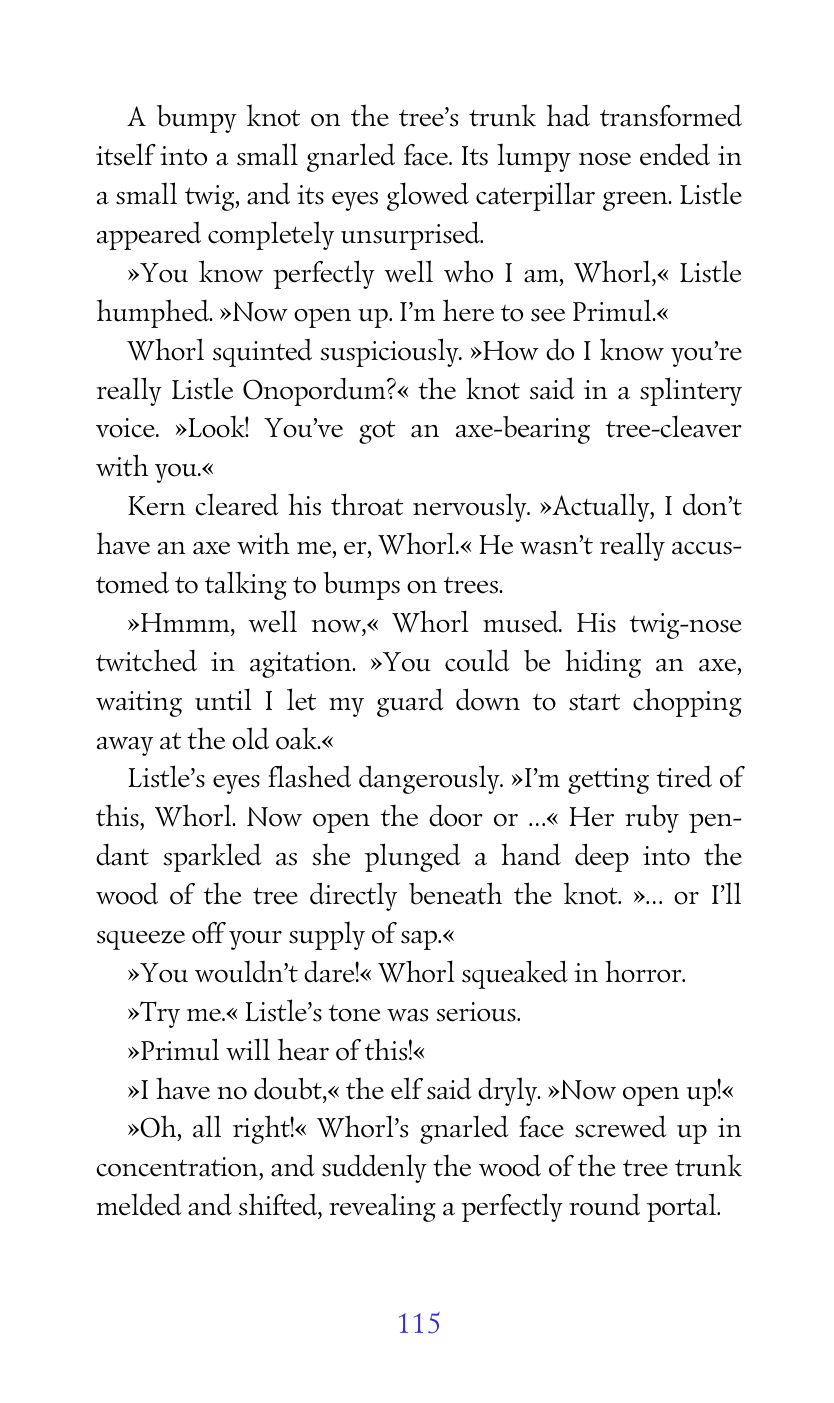 A bumpy knot on the tree’s trunk had transformed
itself into a small gnarled face. Its lumpy nose ended in
a small twig, and its eyes glowed caterpillar green. Listle
appeared completely unsurprised.
»You know perfectly well who I am, Whorl,« Listle
humphed. »Now open up. I’m here to see Primul.«
Whorl squinted suspiciously. »How do I know you’re
really Listle Onopordum?« the knot said in a splintery
voice. »Look! You’ve got an axe-bearing tree-cleaver
with you.«
Kern cleared his throat nervously. »Actually, I don’t
have an axe with me, er, Whorl.« He wasn’t really accus-
tomed to talking to bumps on trees.
»Hmmm, well now,« Whorl mused. His twig-nose
twitched in agitation. »You could be hiding an axe,
waiting until I let my guard down to start chopping
away at the old oak.«
Listle’s eyes flashed dangerously. »I’m getting tired of
this, Whorl. Now open the door or …« Her ruby pen-
dant sparkled as she plunged a hand deep into the
wood of the tree directly beneath the knot. »… or I’ll
squeeze off your supply of sap.«
»You wouldn’t dare!« Whorl squeaked in horror.
»Try me.« Listle’s tone was serious.
»Primul will hear of this!«
»I have no doubt,« the elf said dryly. »Now open up!«
»Oh, all right!« Whorl’s gnarled face screwed up in
concentration, and suddenly the wood of the tree trunk
melded and shifted, revealing a perfectly round portal.
115